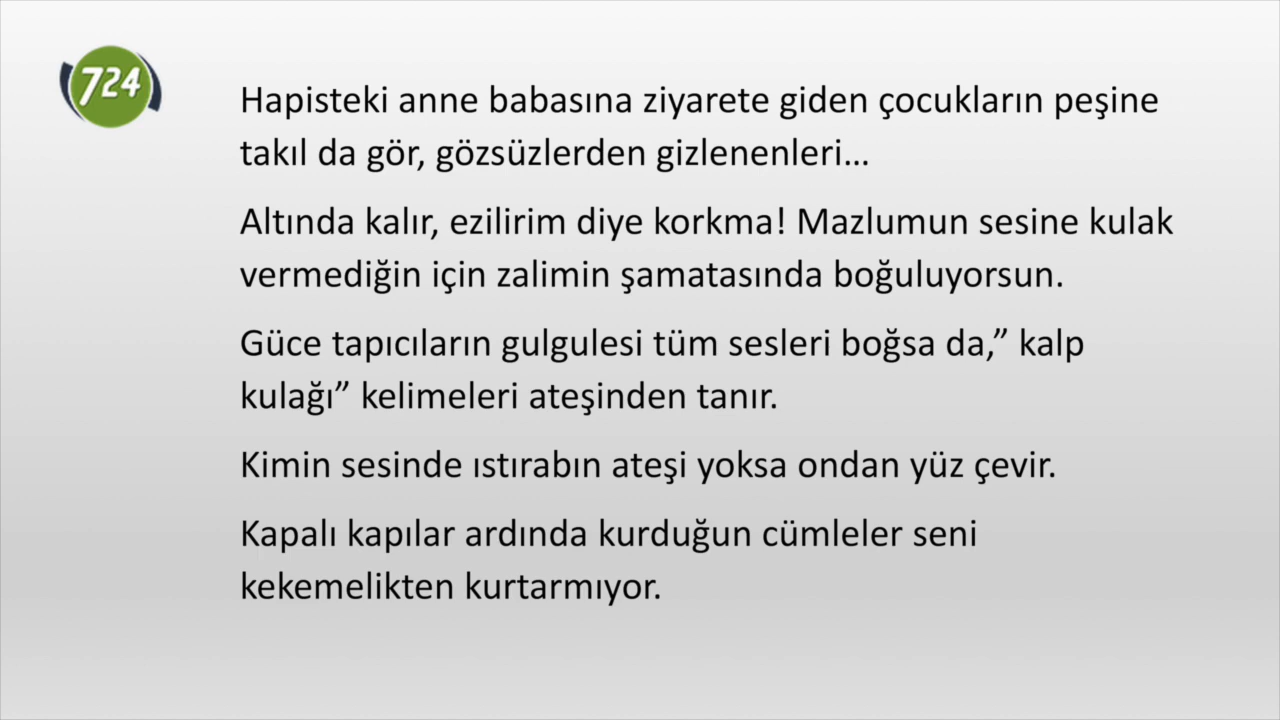 724
Hapisteki anne babasına ziyarete giden çocukların peşine
takıl da gör, gözsüzlerden gizlenenleri…
Altında kalır, ezilirim diye korkma! Mazlumun sesine kulak
vermediğin için zalimin şamatasında boğuluyorsun.
Güce tapıcıların gulgulesi tüm sesleri boğsa da,” kalp
kulağı” kelimeleri ateşinden tanır.
Kimin sesinde ıstırabın ateşi yoksa ondan yüz çevir.
Kapalı kapılar ardında kurduğun cümleler seni
kekemelikten kurtarmıyor.